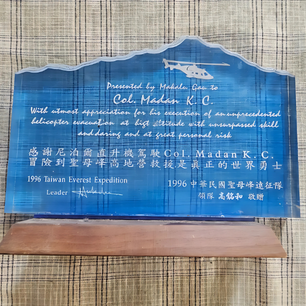 Presented by Makalu Gau to
Col. Madan K. C.
With utmost appreciation for his execution of an unprecedented
helicopter evacuation at high altitude with unsurpassed skill
and daring and at great personal risk
感謝尼泊爾直升機駕駛Col. Madan K. C.
冒險到聖母峰高地營救援是真正的世界勇士
1996 Taiwan Everest Expedition
Leader
1996 中華民國聖母峰遠征隊
領隊 高銘和 敬贈